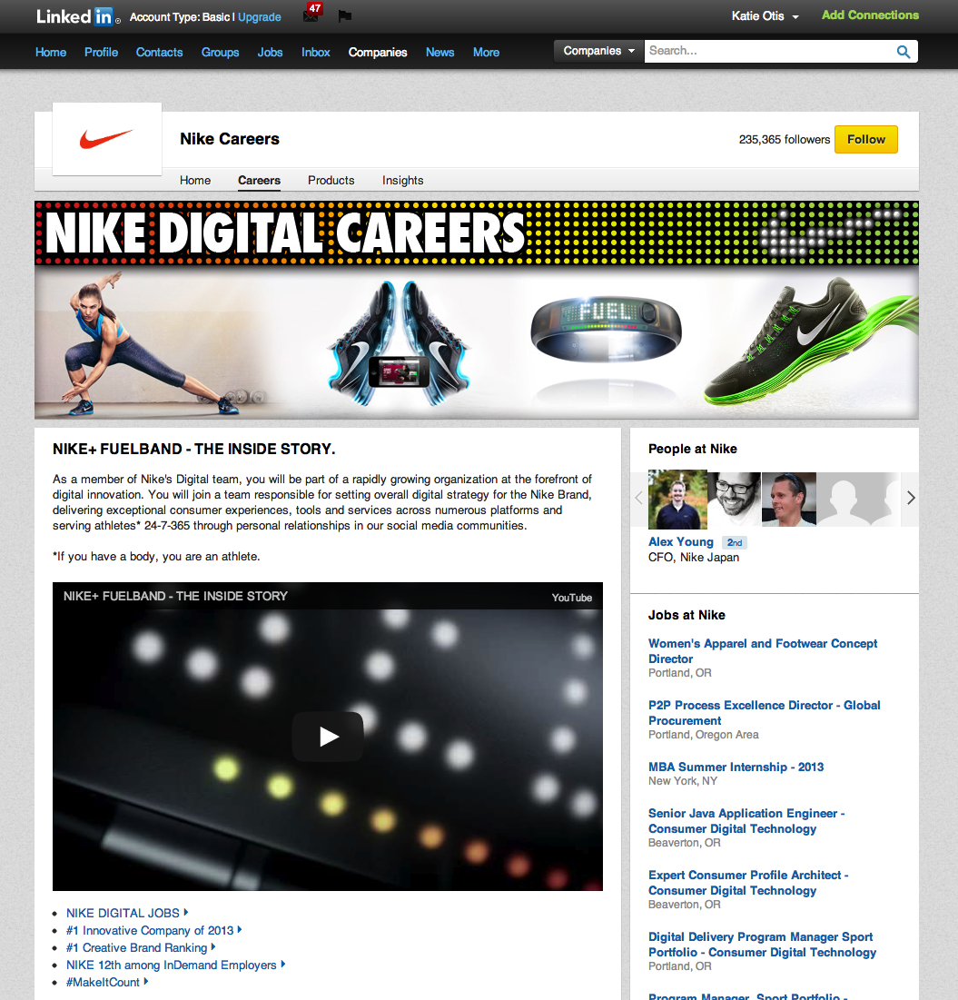 Linked in Account Type: Basic | Upgrade 47 Katie Otis Add Connections
Home Profile Contacts Groups Jobs Inbox Companies News More Companies Search...
Nike Careers 235,365 followers Follow
Home Careers Products Insights
NIKE DIGITAL CAREERS
FUEL
NIKE+ FUELBAND - THE INSIDE STORY.
As a member of Nike's Digital team, you will be part of a rapidly growing organization at the forefront of
digital innovation. You will join a team responsible for setting overall digital strategy for the Nike Brand,
delivering exceptional consumer experiences, tools and services across numerous platforms and
serving athletes* 24-7-365 through personal relationships in our social media communities.
*If you have a body, you are an athlete.
NIKE+ FUELBAND - THE INSIDE STORY YouTube
NIKE DIGITAL JOBS
#1 Innovative Company of 2013
#1 Creative Brand Ranking
NIKE 12th among InDemand Employers
#MakeItCount
People at Nike
Alex Young 2nd
CFO, Nike Japan
Jobs at Nike
Women's Apparel and Footwear Concept
Director
Portland, OR
P2P Process Excellence Director - Global
Procurement
Portland, Oregon Area
MBA Summer Internship - 2013
New York, NY
Senior Java Application Engineer -
Consumer Digital Technology
Beaverton, OR
Expert Consumer Profile Architect -
Consumer Digital Technology
Beaverton, OR
Digital Delivery Program Manager Sport
Portfolio - Consumer Digital Technology
Portland, OR
Program Manager, Sport Portfolio -